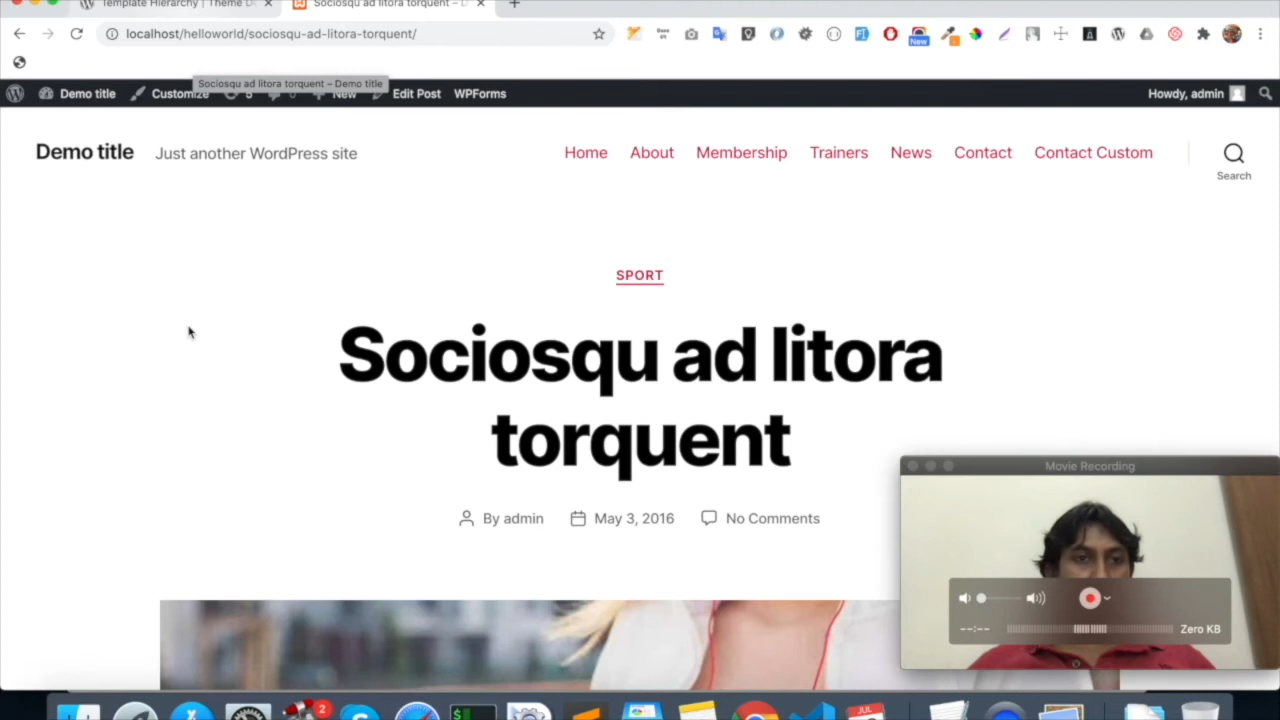 Template Hierarchy | Theme D
Sociosqu ad litora torquent – D
localhost/helloworld/sociosqu-ad-litora-torquent/
New
Sociosqu ad litora torquent – Demo title
Demo title
Customize
New
Edit Post
WPForms
Howdy, admin
Demo title
Just another WordPress site
Home
About
Membership
Trainers
News
Contact
Contact Custom
Search
SPORT
Sociosqu ad litora
torquent
By admin
May 3, 2016
No Comments
Movie Recording
--:--
Zero KB
2
JUL